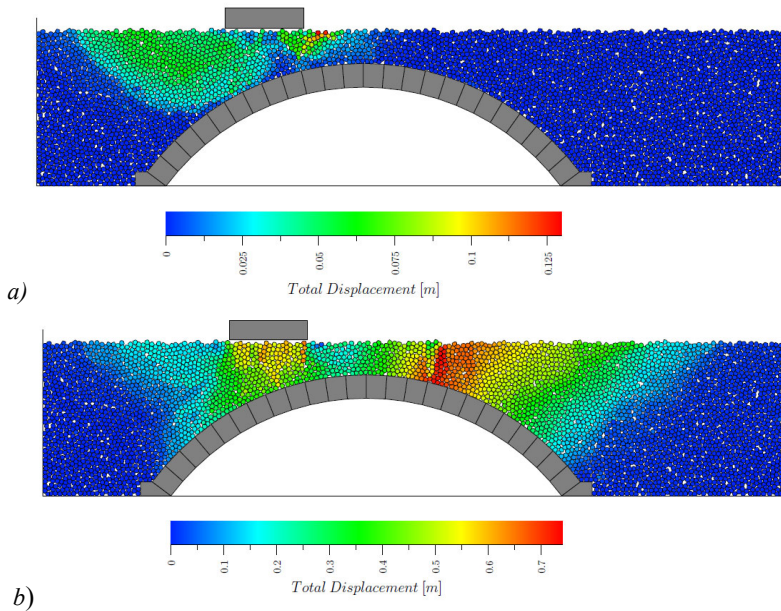 0 0.025 0.05 0.075 0.1 0.125
Total Displacement [m]
a)
0 0.1 0.2 0.3 0.4 0.5 0.6 0.7
Total Displacement [m]
b)